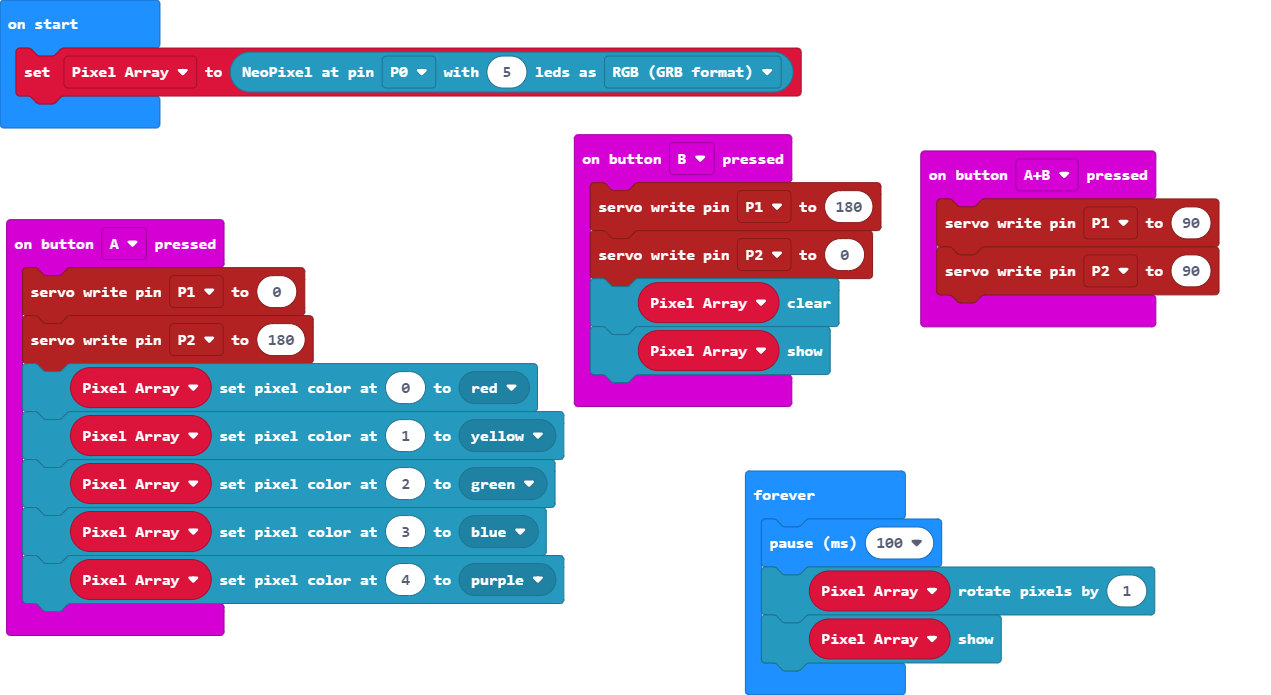 on start
set Pixel Array to NeoPixel at pin P0 with 5 leds as RGB (GRB format)
on button A pressed
servo write pin P1 to 0
servo write pin P2 to 180
Pixel Array set pixel color at 0 to red
Pixel Array set pixel color at 1 to yellow
Pixel Array set pixel color at 2 to green
Pixel Array set pixel color at 3 to blue
Pixel Array set pixel color at 4 to purple
on button B pressed
servo write pin P1 to 180
servo write pin P2 to 0
Pixel Array clear
Pixel Array show
on button A+B pressed
servo write pin P1 to 90
servo write pin P2 to 90
forever
pause (ms) 100
Pixel Array rotate pixels by 1
Pixel Array show